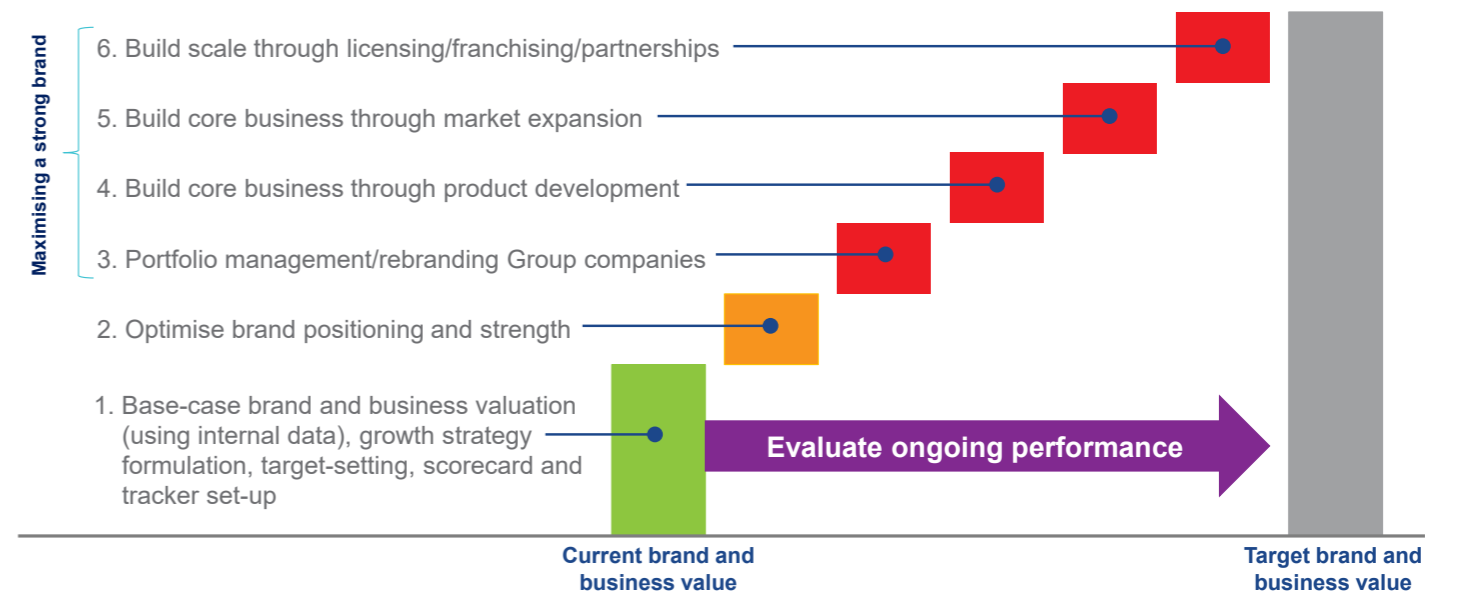 Maximising a strong brand
6. Build scale through licensing/franchising/partnerships
5. Build core business through market expansion
4. Build core business through product development
3. Portfolio management/rebranding Group companies
2. Optimise brand positioning and strength
1. Base-case brand and business valuation
(using internal data), growth strategy
formulation, target-setting, scorecard and
tracker set-up
Evaluate ongoing performance
Current brand and
business value
Target brand and
business value